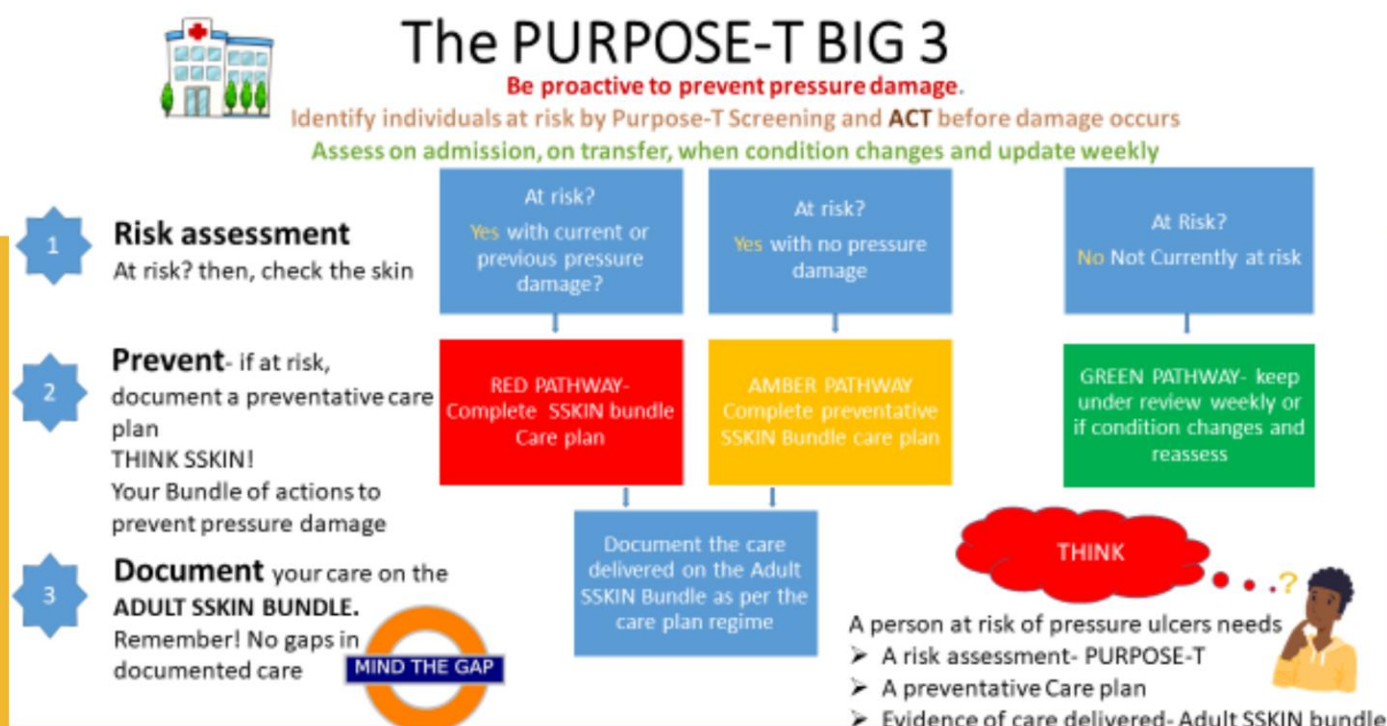 The PURPOSE-T BIG 3
Be proactive to prevent pressure damage.
Identify individuals at risk by Purpose-T Screening and ACT before damage occurs
Assess on admission, on transfer, when condition changes and update weekly
1
Risk assessment
At risk? then, check the skin
At risk?
Yes with current or
previous pressure
damage?
At risk?
Yes with no pressure
damage
At Risk?
No Not Currently at risk
2
Prevent- if at risk,
document a preventative care
plan
THINK SSKIN!
Your Bundle of actions to
prevent pressure damage
RED PATHWAY-
Complete SSKIN bundle
Care plan
AMBER PATHWAY
Complete preventative
SSKIN Bundle care plan
GREEN PATHWAY- keep
under review weekly or
if condition changes and
reassess
3
Document your care on the
ADULT SSKIN BUNDLE.
Remember! No gaps in
documented care
MIND THE GAP
Document the care
delivered on the Adult
SSKIN Bundle as per the
care plan regime
THINK
?
A person at risk of pressure ulcers needs
➤ A risk assessment- PURPOSE-T
➤ A preventative Care plan
➤ Evidence of care delivered- Adult SSKIN bundle